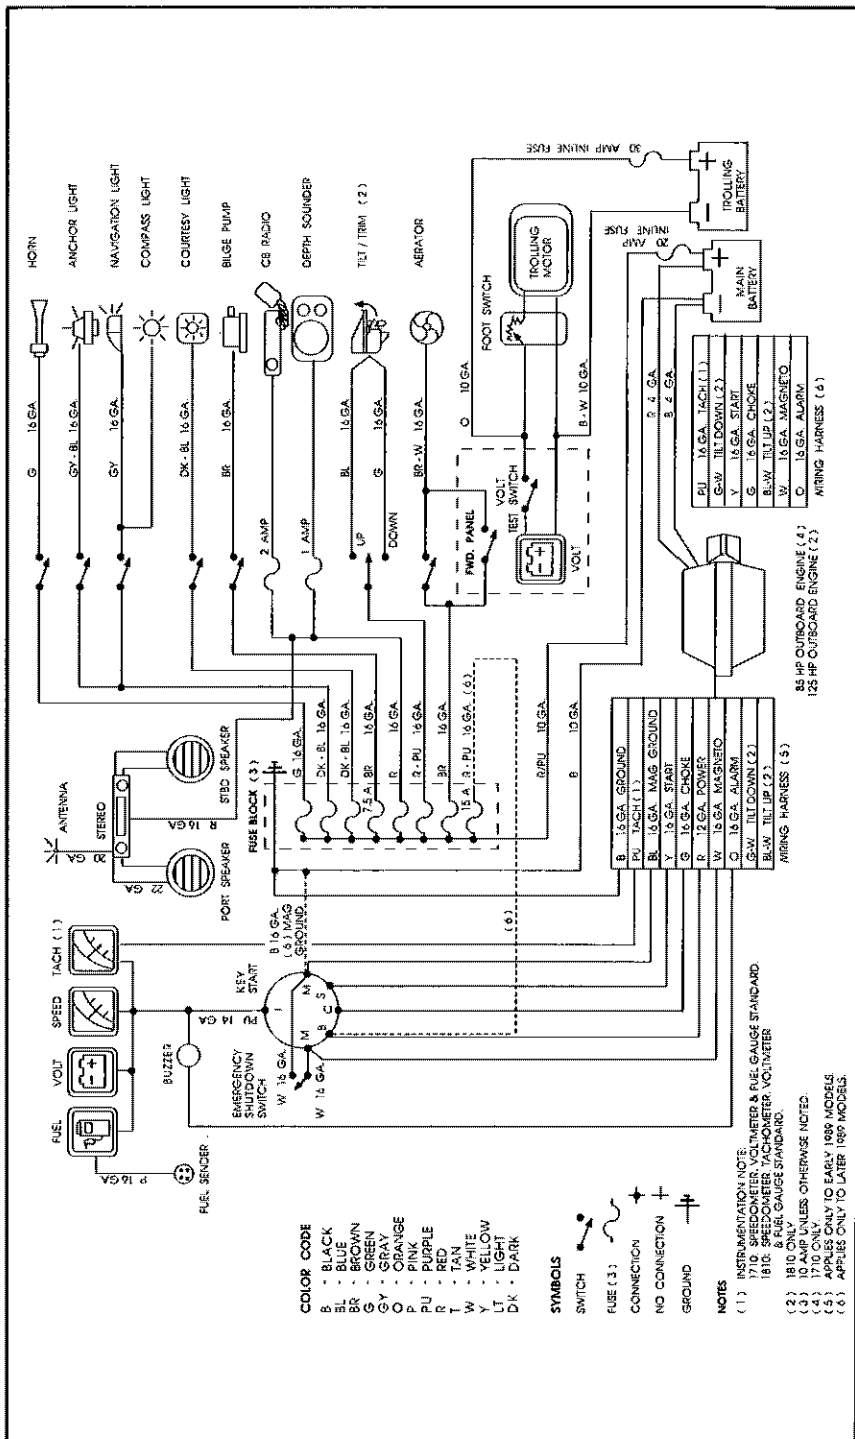 HORN
ANCHOR LIGHT
NAVIGATION LIGHT
COMPASS LIGHT
COURTESY LIGHT
BILGE PUMP
CB RADIO
DEPTH SOUNDER
TILT / TRIM (2)
AERATOR
G 16 GA.
GY - BL 16 GA.
GY 16 GA.
DK - BL 16 GA.
BR 16 GA.
2 AMP
1 AMP
BL 16 GA.
G 16 GA.
UP
DOWN
BR - W 16 GA.
FWD. PANEL
VOLT
TEST SWITCH
VOLT
FOOT SWITCH
TROLLING
MOTOR
O 10 GA.
B - W 10 GA.
30 AMP INLINE FUSE
TROLLING
BATTERY
+
-
20 AMP
INLINE FUSE
MAIN
BATTERY
+
-
R 4 GA.
B 4 GA.
PU 16 GA. TACH (1)
G-W TILT DOWN (2)
Y 16 GA. START
G 16 GA. CHOKE
BL-W TILT UP (2)
W 16 GA. MAGNETO
O 16 GA. ALARM
WIRING HARNESS (6)
85 HP OUTBOARD ENGINE (4)
125 HP OUTBOARD ENGINE (2)
ANTENNA
20 GA
STEREO
22 GA
PORT SPEAKER
STBD SPEAKER
R 16 GA
FUSE BLOCK (3)
G 16 GA.
DK - BL 16 GA.
DK - BL 16 GA.
7.5 A BR 16 GA.
R 16 GA.
R - PU 16 GA.
BR 16 GA.
15 A R - PU 16 GA. (6)
R/PU 10 GA.
B 10 GA.
B 16 GA. GROUND
PU TACH (1)
BL 16 GA. MAG GROUND
Y 16 GA. START
G 16 GA. CHOKE
R 12 GA. POWER
W 16 GA. MAGNETO
O 16 GA. ALARM
G-W TILT DOWN (2)
BL-W TILT UP (2)
WIRING HARNESS (5)
FUEL
VOLT
SPEED
TACH (1)
P 16 GA
FUEL SENDER
BUZZER
PU 14 GA
KEY
START
B 16 GA.
(6) MAG
GROUND
(6)
I
M
S
C
B
M
EMERGENCY
SHUTDOWN
SWITCH
W 16 GA.
W 16 GA.
COLOR CODE
B - BLACK
BL - BLUE
BR - BROWN
G - GREEN
GY - GRAY
O - ORANGE
P - PINK
PU - PURPLE
R - RED
T - TAN
W - WHITE
Y - YELLOW
LT - LIGHT
DK - DARK
SYMBOLS
SWITCH
FUSE (3)
CONNECTION
NO CONNECTION
GROUND
NOTES
(1) INSTRUMENTATION NOTE:
1710: SPEEDOMETER, VOLTMETER & FUEL GAUGE STANDARD.
1810: SPEEDOMETER, TACHOMETER, VOLTMETER
& FUEL GAUGE STANDARD.
(2) 1810 ONLY
(3) 10 AMP UNLESS OTHERWISE NOTED.
(4) 1710 ONLY.
(5) APPLIES ONLY TO EARLY 1989 MODELS.
(6) APPLIES ONLY TO LATER 1989 MODELS.